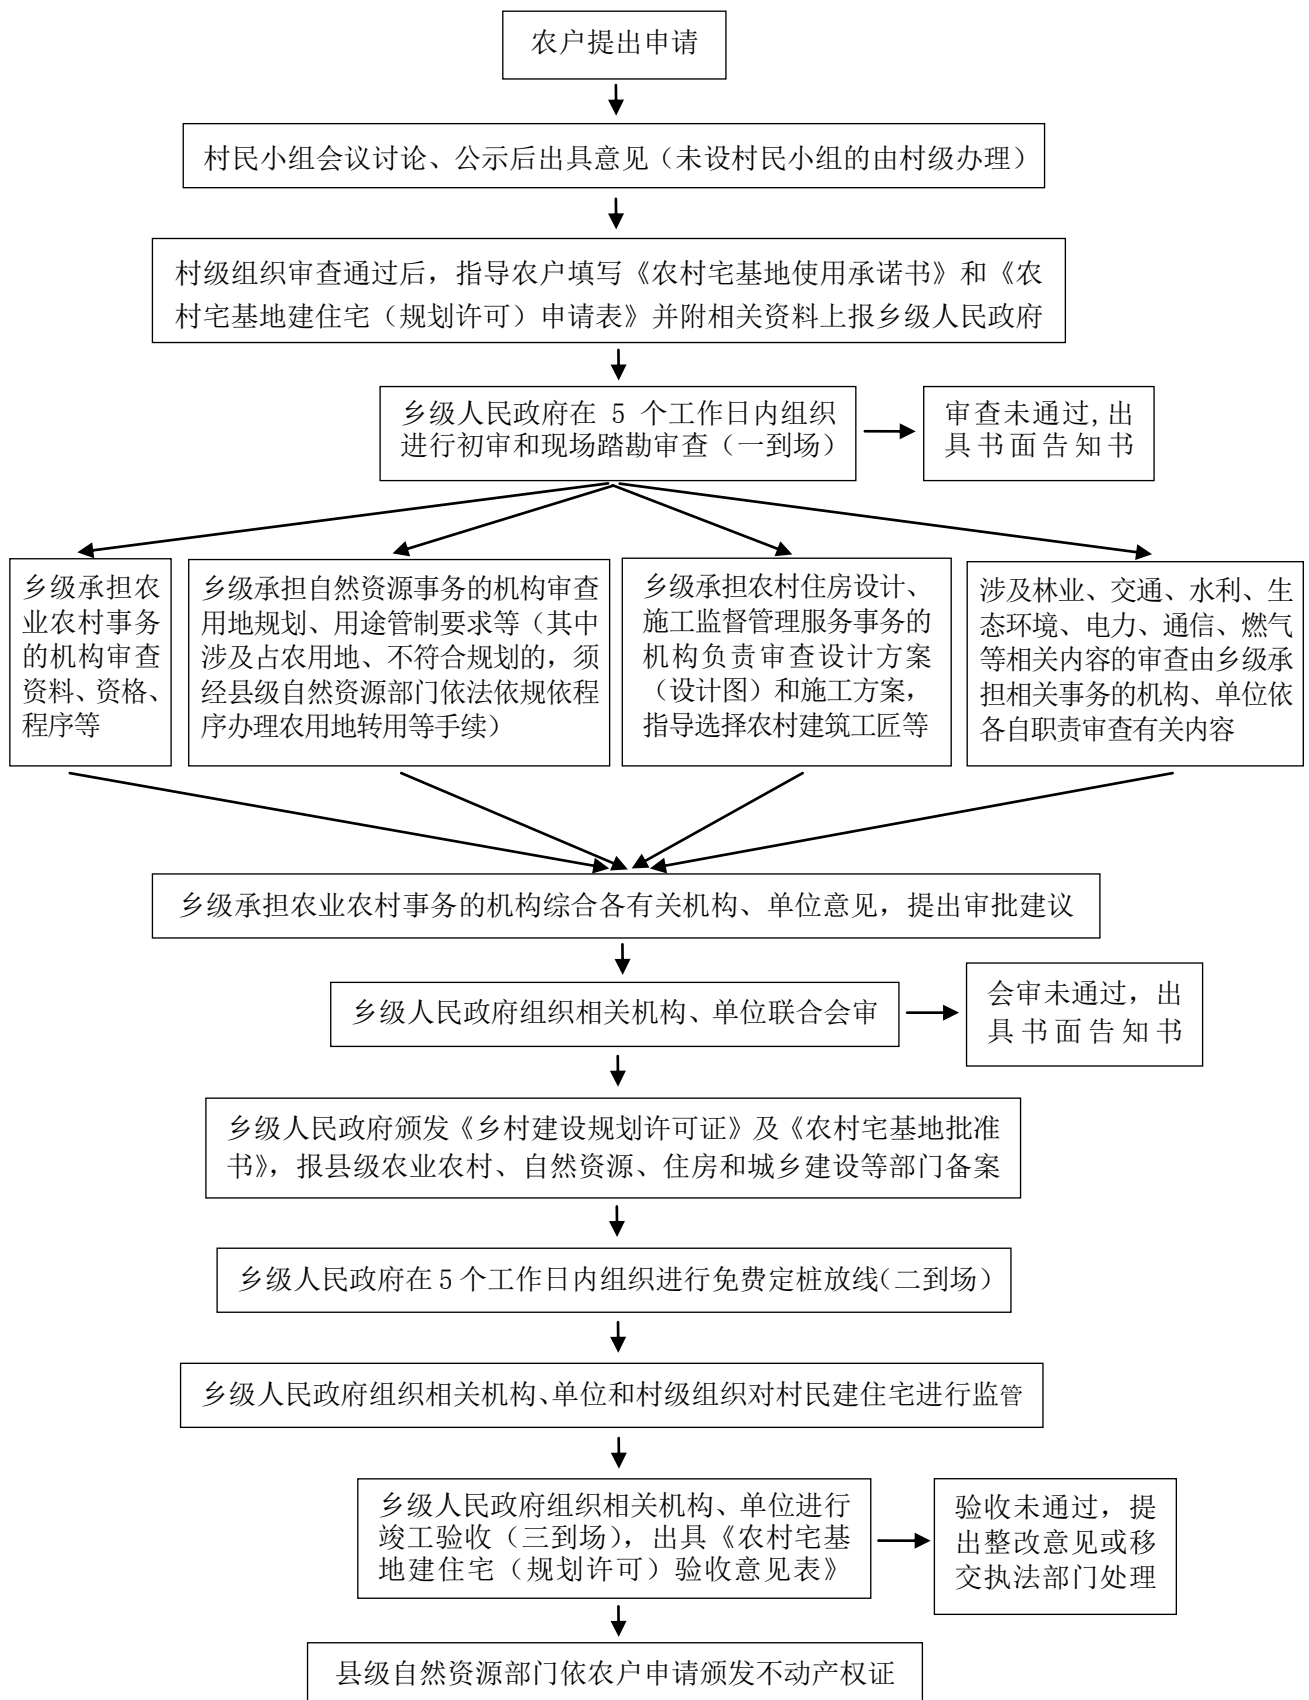 农户提出申请
村民小组会议讨论、公示后出具意见（未设村民小组的由村级办理）
村级组织审查通过后，指导农户填写《农村宅基地使用承诺书》和《农
村宅基地建住宅（规划许可）申请表》并附相关资料上报乡级人民政府
乡级人民政府在 5 个工作日内组织
进行初审和现场踏勘审查（一到场）
审查未通过,出
具书面告知书
乡级承担农
业农村事务
的机构审查
资料、资格、
程序等
乡级承担自然资源事务的机构审查
用地规划、用途管制要求等（其中
涉及占农用地、不符合规划的，须
经县级自然资源部门依法依规依程
序办理农用地转用等手续）
乡级承担农村住房设计、
施工监督管理服务事务的
机构负责审查设计方案
（设计图）和施工方案，
指导选择农村建筑工匠等
涉及林业、交通、水利、生
态环境、电力、通信、燃气
等相关内容的审查由乡级承
担相关事务的机构、单位依
各自职责审查有关内容
乡级承担农业农村事务的机构综合各有关机构、单位意见，提出审批建议
乡级人民政府组织相关机构、单位联合会审
会审未通过，出
具书面告知书
乡级人民政府颁发《乡村建设规划许可证》及《农村宅基地批准
书》，报县级农业农村、自然资源、住房和城乡建设等部门备案
乡级人民政府在5个工作日内组织进行免费定桩放线（二到场）
乡级人民政府组织相关机构、单位和村级组织对村民建住宅进行监管
乡级人民政府组织相关机构、单位进行
竣工验收（三到场），出具《农村宅基
地建住宅（规划许可）验收意见表》
验收未通过，提
出整改意见或移
交执法部门处理
县级自然资源部门依农户申请颁发不动产权证